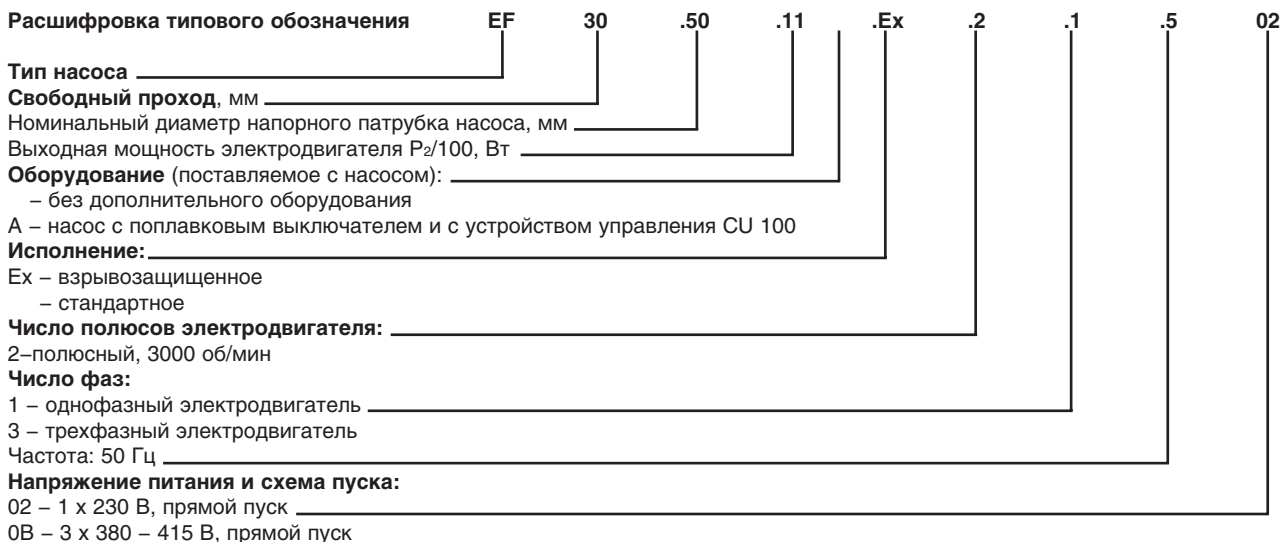 Расшифровка типового обозначения EF 30 .50 .11 .Ex .2 .1 .5 02
Тип насоса
Свободный проход, мм
Номинальный диаметр напорного патрубка насоса, мм
Выходная мощность электродвигателя P2/100, Вт
Оборудование (поставляемое с насосом):
– без дополнительного оборудования
А – насос с поплавковым выключателем и с устройством управления CU 100
Исполнение:
Ex – взрывозащищенное
– стандартное
Число полюсов электродвигателя:
2–полюсный, 3000 об/мин
Число фаз:
1 – однофазный электродвигатель
3 – трехфазный электродвигатель
Частота: 50 Гц
Напряжение питания и схема пуска:
02 – 1 x 230 В, прямой пуск
0В – 3 x 380 – 415 В, прямой пуск